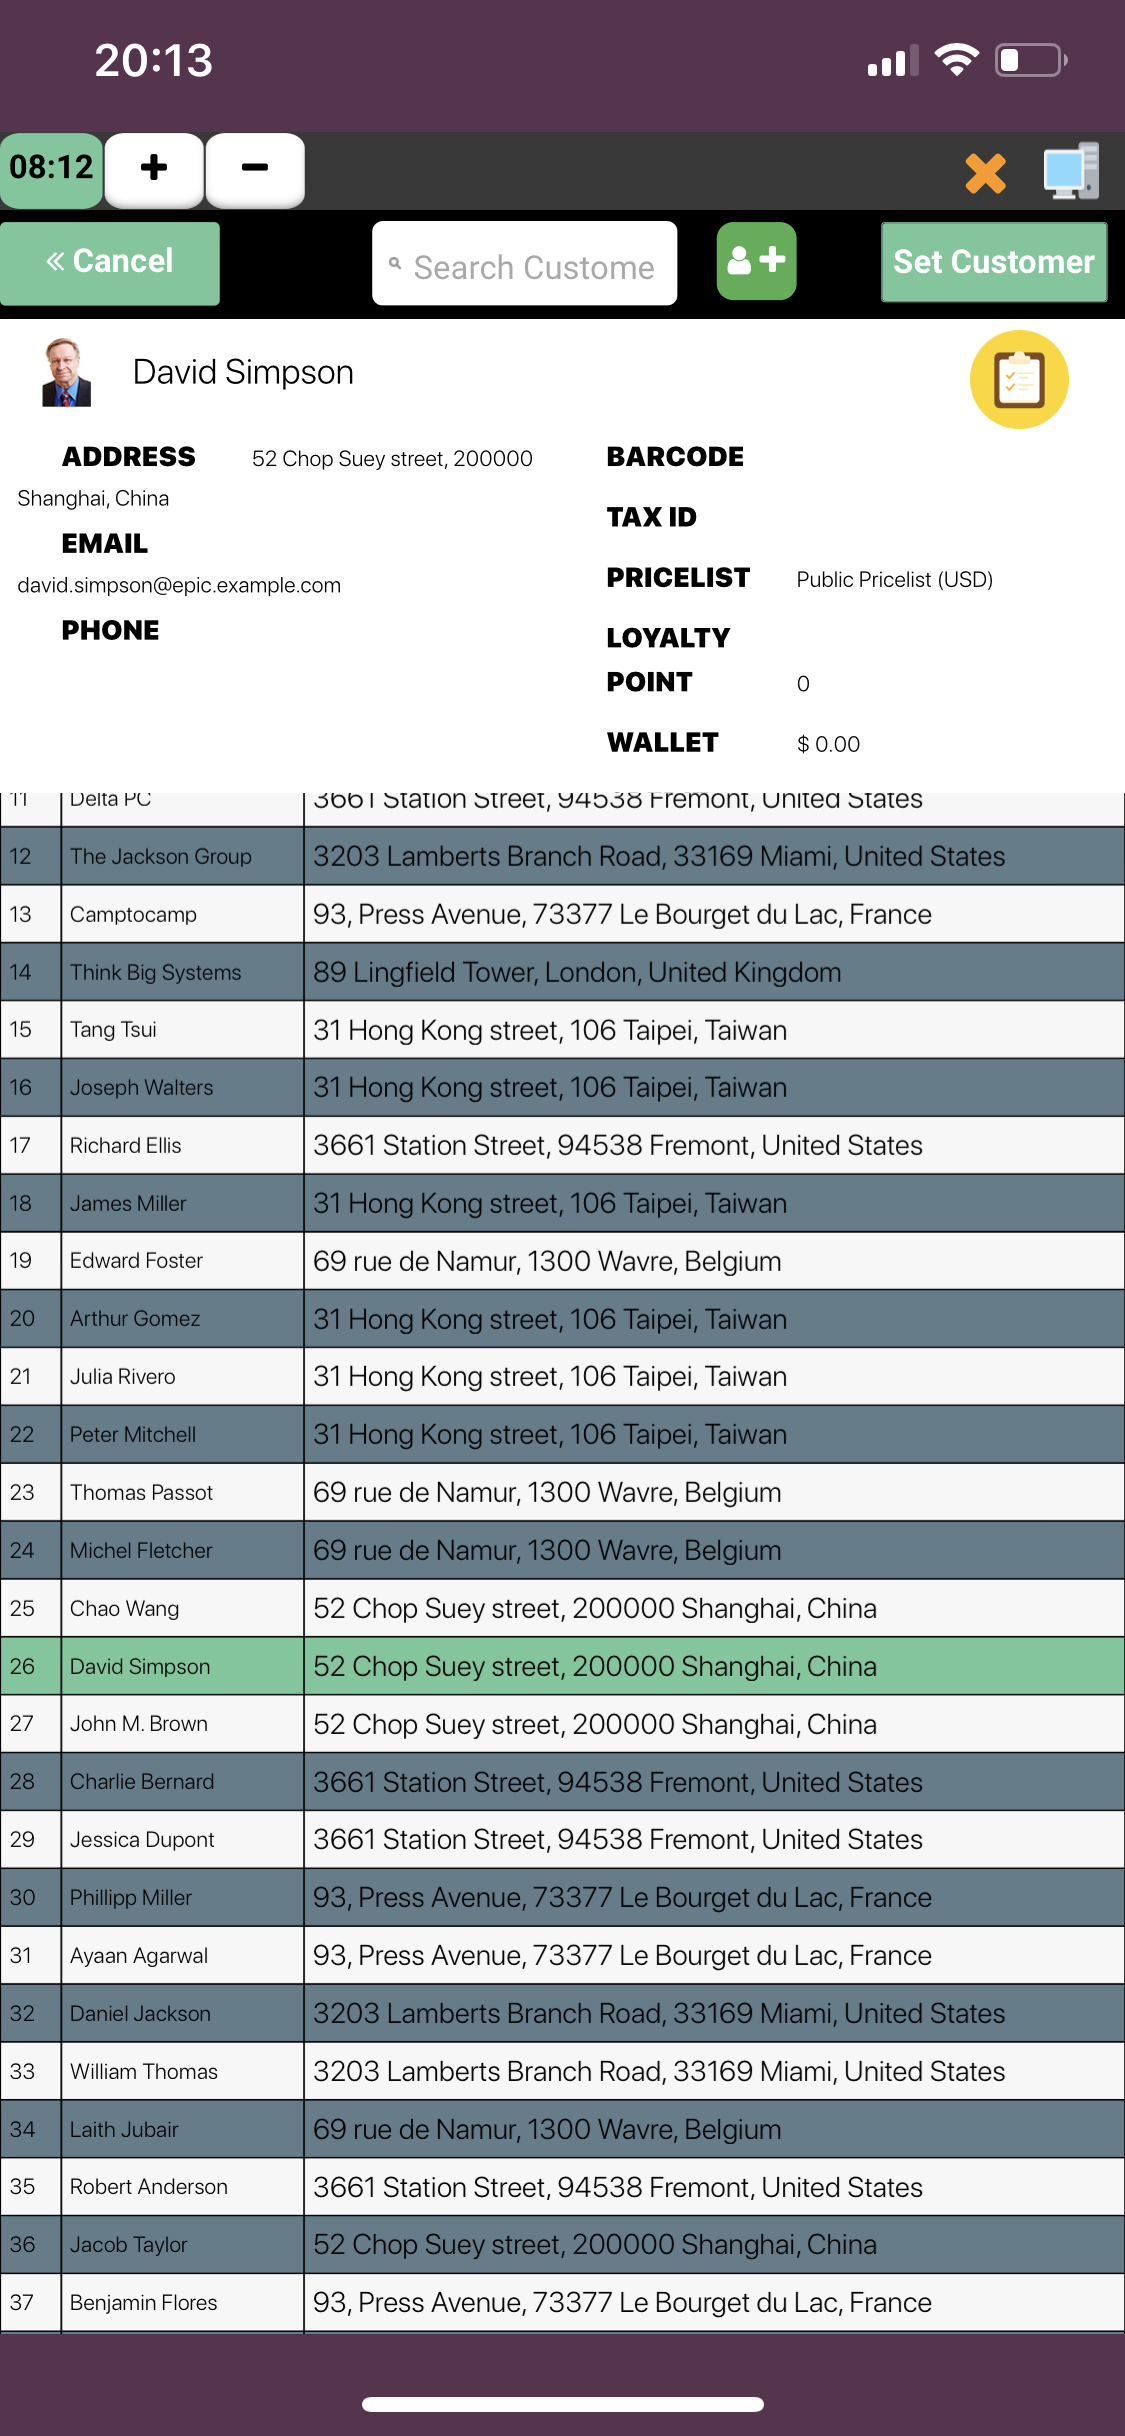 20:13
08:12 + −
« Cancel Search Custome + Set Customer
David Simpson
ADDRESS 52 Chop Suey street, 200000
Shanghai, China
EMAIL
david.simpson@epic.example.com
PHONE
BARCODE
TAX ID
PRICELIST Public Pricelist (USD)
LOYALTY
POINT 0
WALLET $ 0.00
11 Delta PC 3661 Station Street, 94538 Fremont, United States
12 The Jackson Group 3203 Lamberts Branch Road, 33169 Miami, United States
13 Camptocamp 93, Press Avenue, 73377 Le Bourget du Lac, France
14 Think Big Systems 89 Lingfield Tower, London, United Kingdom
15 Tang Tsui 31 Hong Kong street, 106 Taipei, Taiwan
16 Joseph Walters 31 Hong Kong street, 106 Taipei, Taiwan
17 Richard Ellis 3661 Station Street, 94538 Fremont, United States
18 James Miller 31 Hong Kong street, 106 Taipei, Taiwan
19 Edward Foster 69 rue de Namur, 1300 Wavre, Belgium
20 Arthur Gomez 31 Hong Kong street, 106 Taipei, Taiwan
21 Julia Rivero 31 Hong Kong street, 106 Taipei, Taiwan
22 Peter Mitchell 31 Hong Kong street, 106 Taipei, Taiwan
23 Thomas Passot 69 rue de Namur, 1300 Wavre, Belgium
24 Michel Fletcher 69 rue de Namur, 1300 Wavre, Belgium
25 Chao Wang 52 Chop Suey street, 200000 Shanghai, China
26 David Simpson 52 Chop Suey street, 200000 Shanghai, China
27 John M. Brown 52 Chop Suey street, 200000 Shanghai, China
28 Charlie Bernard 3661 Station Street, 94538 Fremont, United States
29 Jessica Dupont 3661 Station Street, 94538 Fremont, United States
30 Phillipp Miller 93, Press Avenue, 73377 Le Bourget du Lac, France
31 Ayaan Agarwal 93, Press Avenue, 73377 Le Bourget du Lac, France
32 Daniel Jackson 3203 Lamberts Branch Road, 33169 Miami, United States
33 William Thomas 3203 Lamberts Branch Road, 33169 Miami, United States
34 Laith Jubair 69 rue de Namur, 1300 Wavre, Belgium
35 Robert Anderson 3661 Station Street, 94538 Fremont, United States
36 Jacob Taylor 52 Chop Suey street, 200000 Shanghai, China
37 Benjamin Flores 93, Press Avenue, 73377 Le Bourget du Lac, France